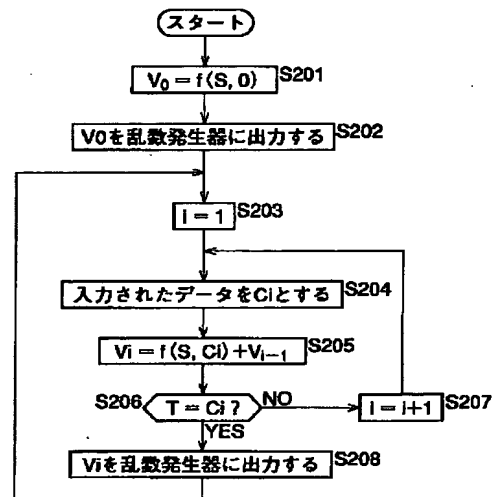 スタート
V₀＝f(S, 0) S201
V0を乱数発生器に出力する S202
i＝1 S203
入力されたデータをCiとする S204
Vi＝f(S, Ci)+Vᵢ₋₁ S205
S206 T＝Ci? NO i＝i+1 S207
YES
Viを乱数発生器に出力する S208